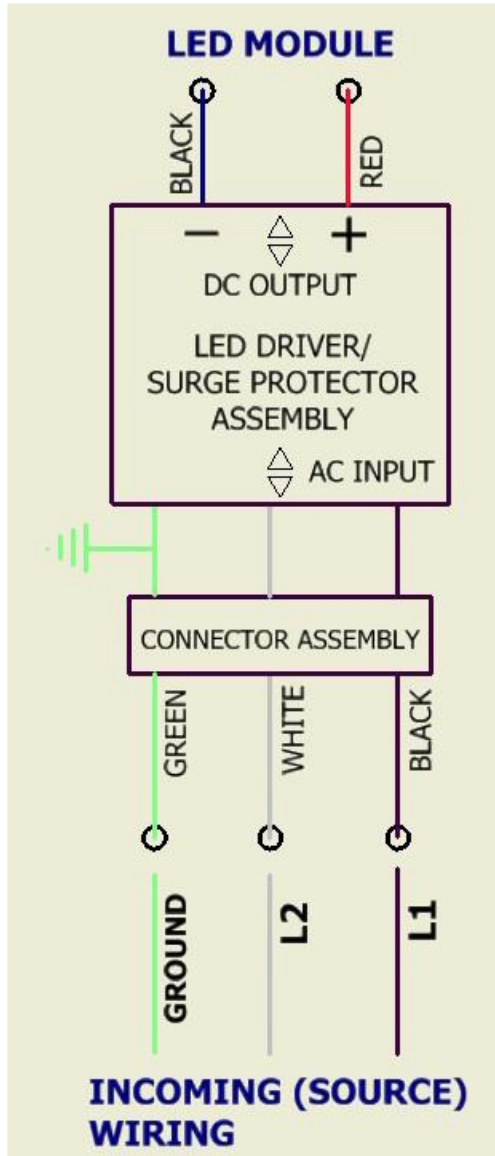 LED MODULE
BLACK
RED
− +
DC OUTPUT
LED DRIVER/
SURGE PROTECTOR
ASSEMBLY
AC INPUT
CONNECTOR ASSEMBLY
GREEN
WHITE
BLACK
GROUND
L2
L1
INCOMING (SOURCE)
WIRING